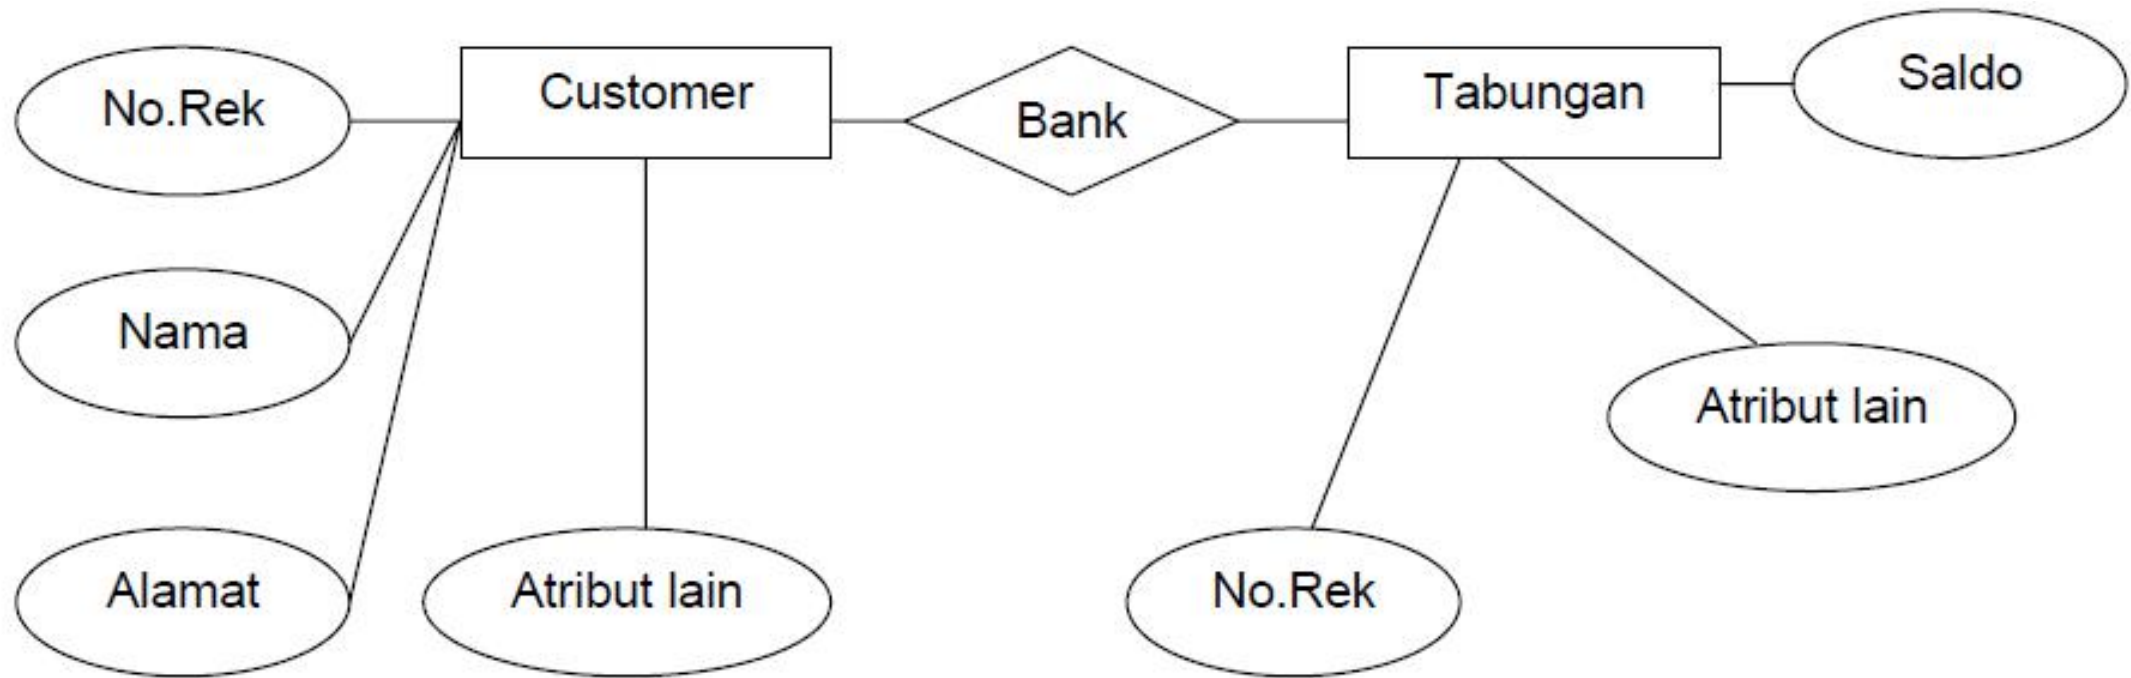 Customer
Bank
Tabungan
Saldo
No.Rek
Nama
Alamat
Atribut lain
No.Rek
Atribut lain